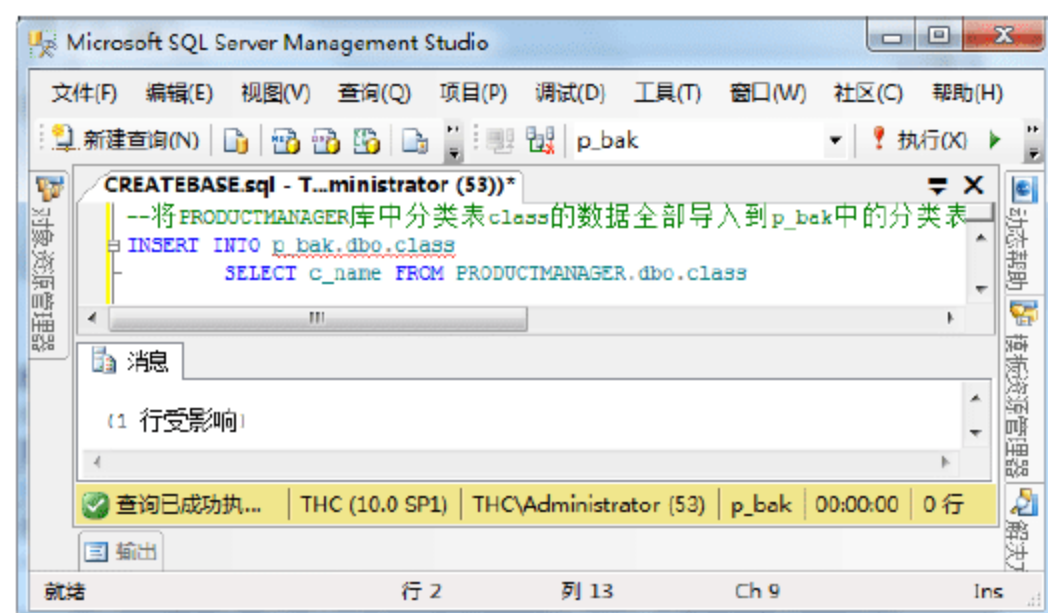 Microsoft SQL Server Management Studio
文件(F) 编辑(E) 视图(V) 查询(Q) 项目(P) 调试(D) 工具(T) 窗口(W) 社区(C) 帮助(H)
新建查询(N) p_bak 执行(X)
CREATEBASE.sql - T...ministrator (53))*
--将PRODUCTMANAGER库中分类表class的数据全部导入到p_bak中的分类表
INSERT INTO p_bak.dbo.class
SELECT c_name FROM PRODUCTMANAGER.dbo.class
对象资源管理器
动态帮助
模板资源管理器
消息
(1 行受影响)
查询已成功执... THC (10.0 SP1) THC\Administrator (53) p_bak 00:00:00 0 行
输出
就绪 行 2 列 13 Ch 9 Ins